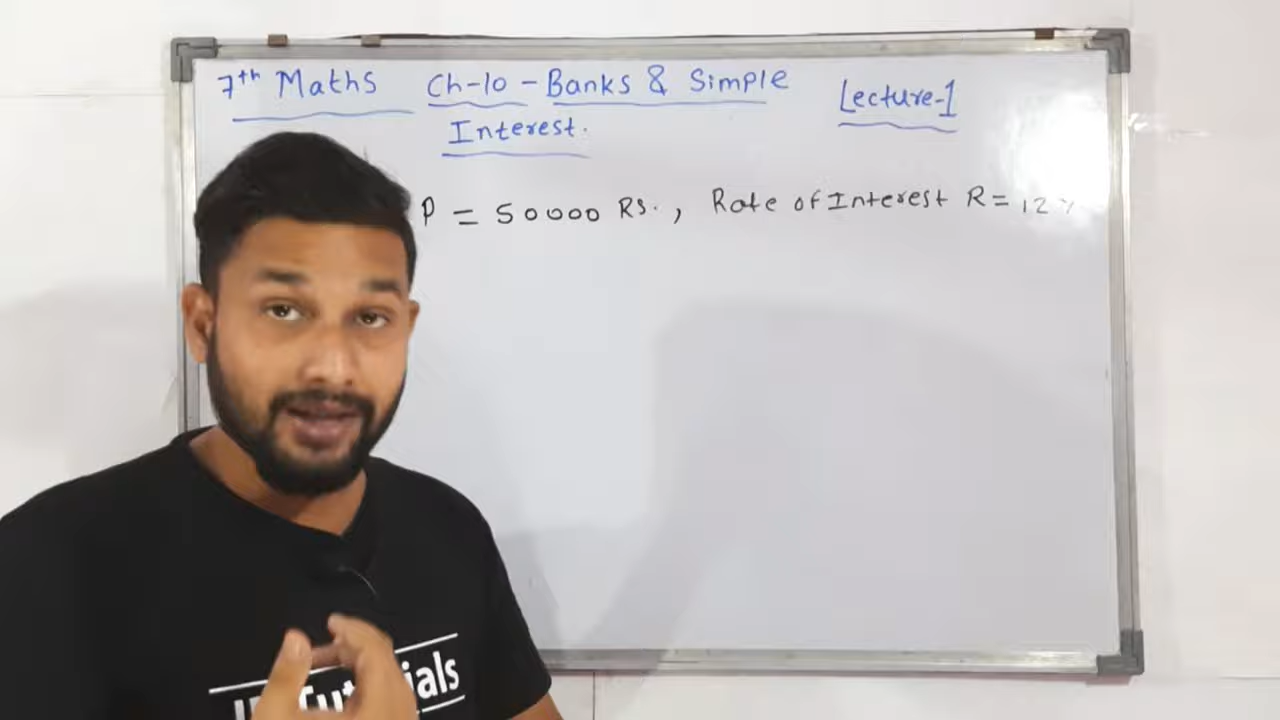 7th Maths Ch-10 - Banks & Simple Interest. Lecture-1
P = 50000 Rs., Rate of Interest R = 12 %